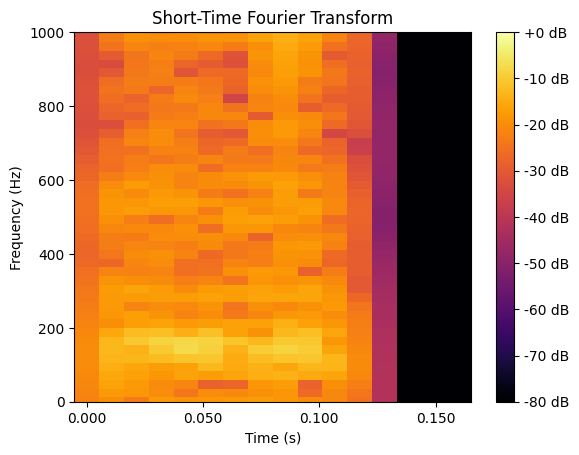 Short-Time Fourier Transform
1000
800
600
400
200
0
Frequency (Hz)
0.000
0.050
0.100
0.150
Time (s)
+0 dB
-10 dB
-20 dB
-30 dB
-40 dB
-50 dB
-60 dB
-70 dB
-80 dB